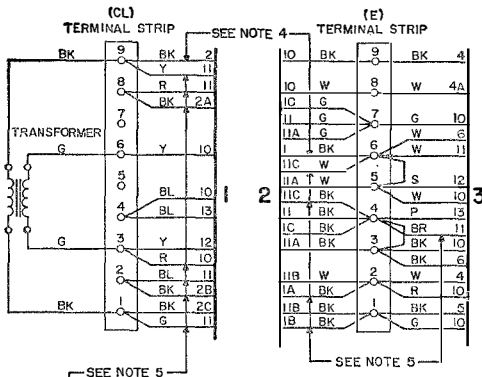 (CL)
TERMINAL STRIP
SEE NOTE 4
(E)
TERMINAL STRIP
BK 9 BK 2
Y 11
8 R 11
BK 2A
7
TRANSFORMER
G 6 Y 10
5
BL 10
4 BL 13
G 3 Y 12
R 10
2 BL 11
BK 2B
BK 1 BK 2C
G 11
1
SEE NOTE 5
10 BK 9 BK 4
10 W 8 W 4A
1C G
11 G 7 G 10
11A G W 6
1 BK 6 W 11
11C W
11A W 5 S 12
11C BK W 10
11 BK 4 P 13
1C BK BR 11
11A BK 3 BK 10
BK 6
11B W 2 W 4
1A BK R 10
11B BK 1 BK 5
1B BK G 10
2
3
SEE NOTE 5